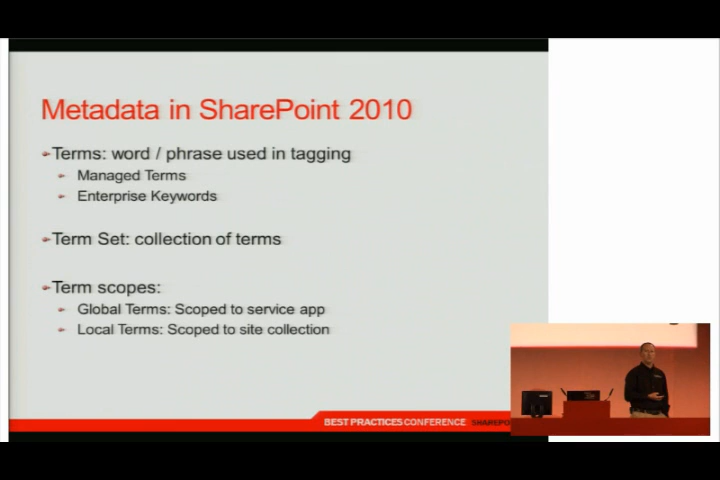 Metadata in SharePoint 2010
Terms: word / phrase used in tagging
Managed Terms
Enterprise Keywords
Term Set: collection of terms
Term scopes:
Global Terms: Scoped to service app
Local Terms: Scoped to site collection
BEST PRACTICES CONFERENCE SHAREPO